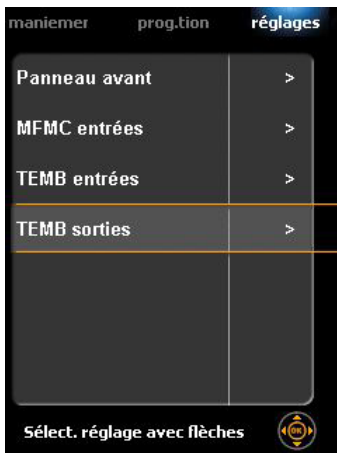 maniemer prog.tion réglages
Panneau avant >
MFMC entrées >
TEMB entrées >
TEMB sorties >
Sélect. réglage avec flèches OK